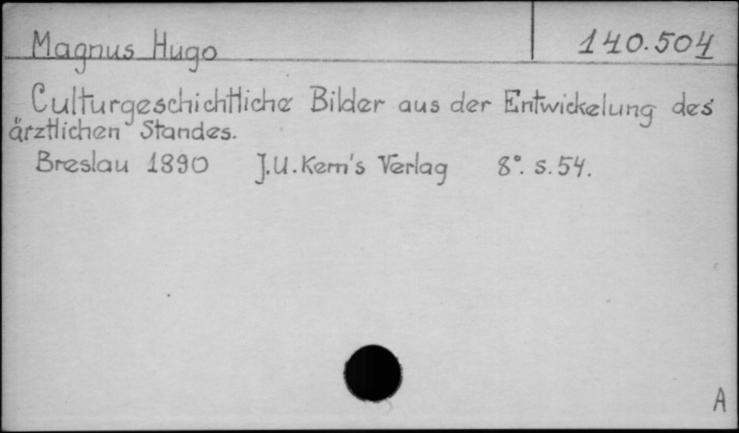 Magnus Hugo 140.504
Culturgeschichtliche Bilder aus der Entwickelung des
ärztlichen Standes.
Breslau 1890 J.U.Kern's Verlag 8°. S.54.
A